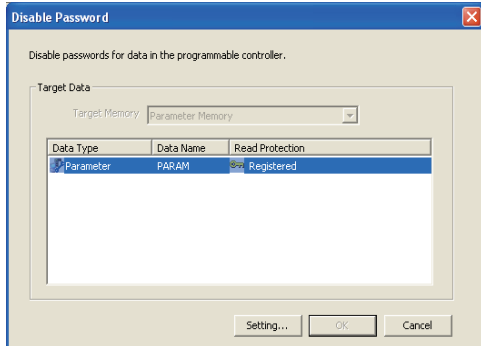 Disable Password
Disable passwords for data in the programmable controller.
Target Data
Target Memory Parameter Memory
Data Type Data Name Read Protection
Parameter PARAM Registered
Setting... OK Cancel